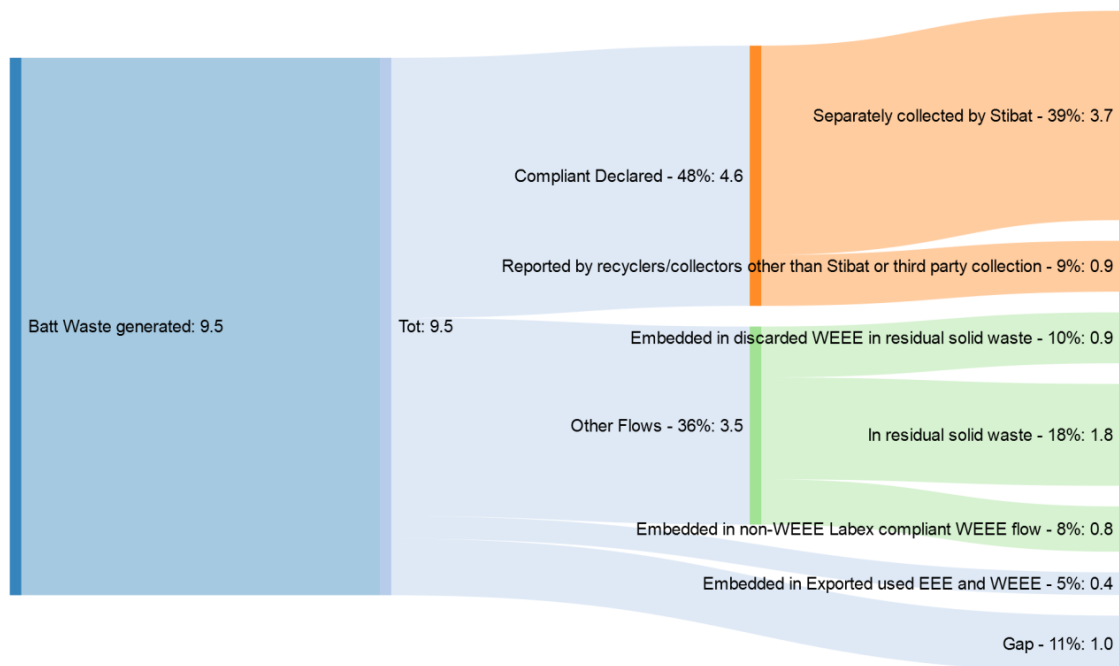 Separately collected by Stibat - 39%: 3.7
Compliant Declared - 48%: 4.6
Reported by recyclers/collectors other than Stibat or third party collection - 9%: 0.9
Batt Waste generated: 9.5
Tot: 9.5
Embedded in discarded WEEE in residual solid waste - 10%: 0.9
Other Flows - 36%: 3.5
In residual solid waste - 18%: 1.8
Embedded in non-WEEE Labex compliant WEEE flow - 8%: 0.8
Embedded in Exported used EEE and WEEE - 5%: 0.4
Gap - 11%: 1.0